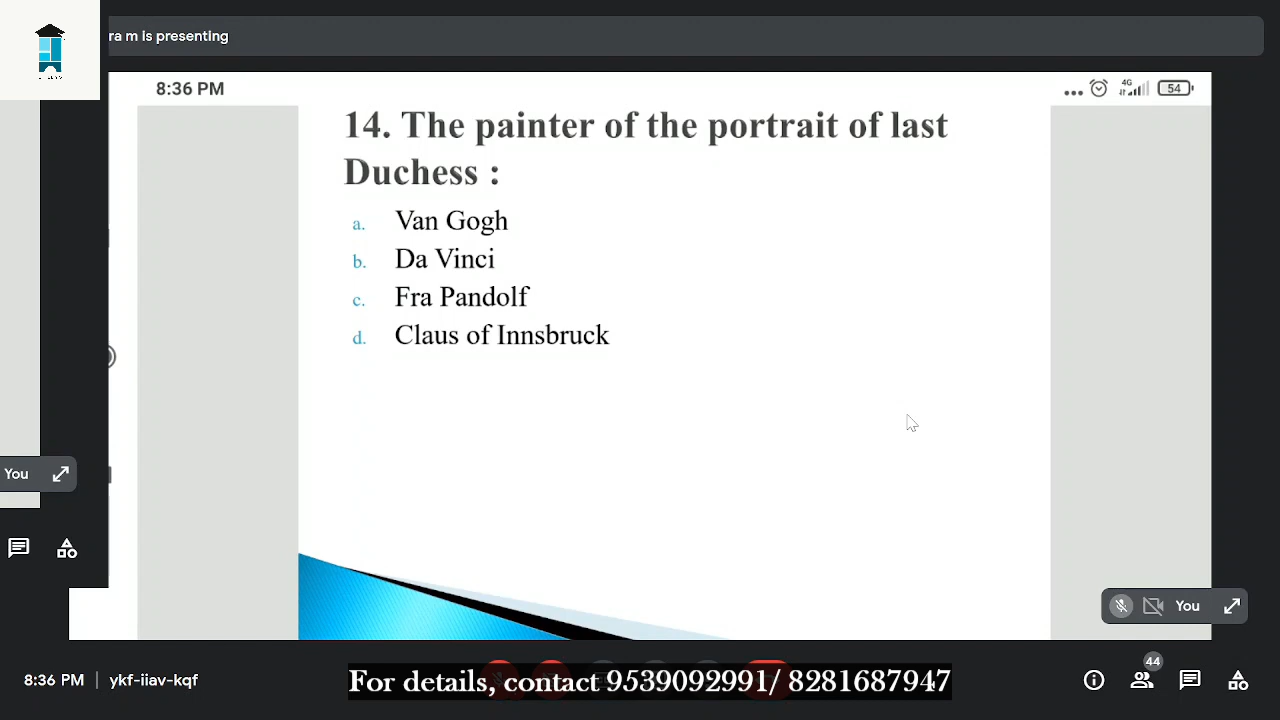 ra m is presenting
8:36 PM
4G
54
14. The painter of the portrait of last
Duchess :
a. Van Gogh
b. Da Vinci
c. Fra Pandolf
d. Claus of Innsbruck
You
You
44
8:36 PM | ykf-iiav-kqf
For details, contact 9539092991/ 8281687947